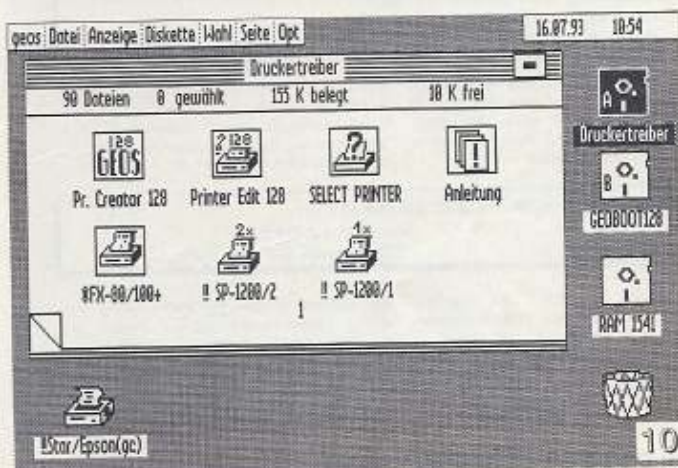 geos Datei Anzeige Diskette Wahl Seite Opt
16.07.93 10:54
Druckertreiber
90 Dateien 0 gewählt 155 K belegt 10 K frei
A
Druckertreiber
128
GEOS
Pr. Creator 128
? 128
Printer Edit 128
?
SELECT PRINTER
!
Anleitung
B
GEOBOOT128
*FX-80/100+
2x
!! SP-1200/2
1x
!! SP-1200/1
1
RAM 1541
!!Star/Epson(gc)
10